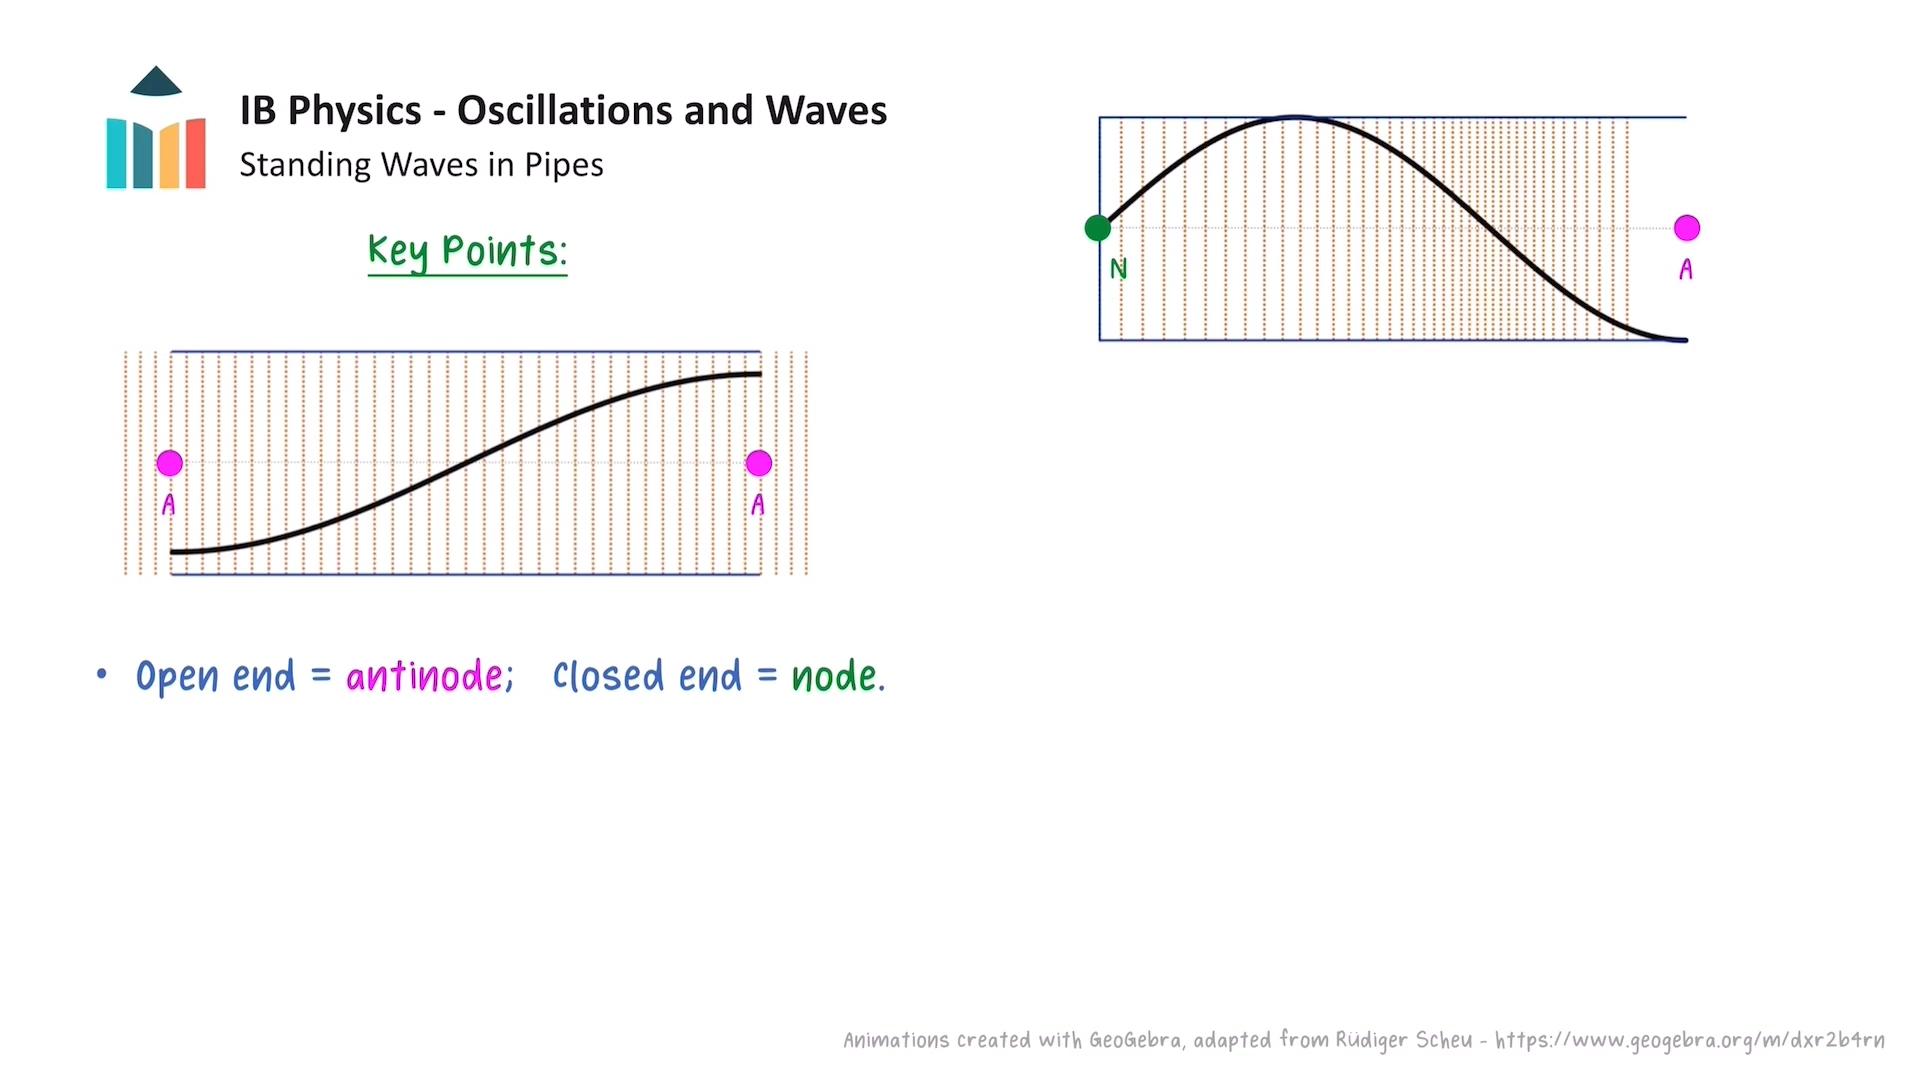 IB Physics - Oscillations and Waves
Standing Waves in Pipes
Key Points:
N
A
A
A
• Open end = antinode; Closed end = node.
Animations created with GeoGebra, adapted from Rüdiger Scheu - https://www.geogebra.org/m/dxr2b4rn